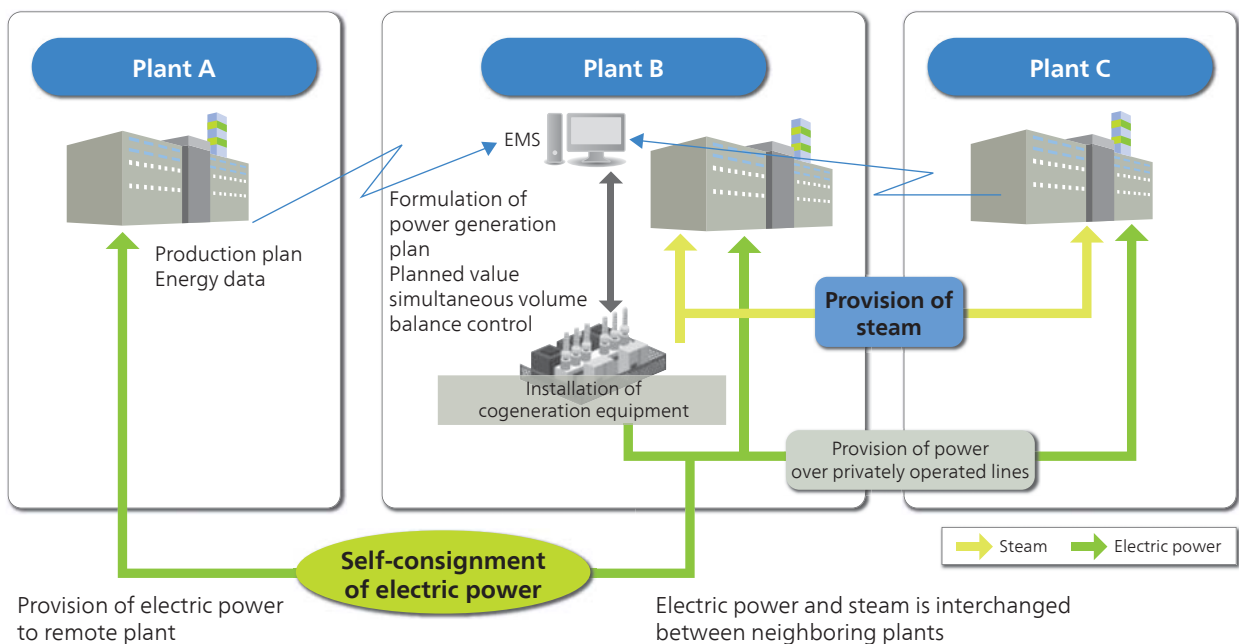 Plant A
Plant B
Plant C
EMS
Production plan
Energy data
Formulation of
power generation
plan
Planned value
simultaneous volume
balance control
Provision of
steam
Installation of
cogeneration equipment
Provision of power
over privately operated lines
Self-consignment
of electric power
Steam
Electric power
Provision of electric power
to remote plant
Electric power and steam is interchanged
between neighboring plants